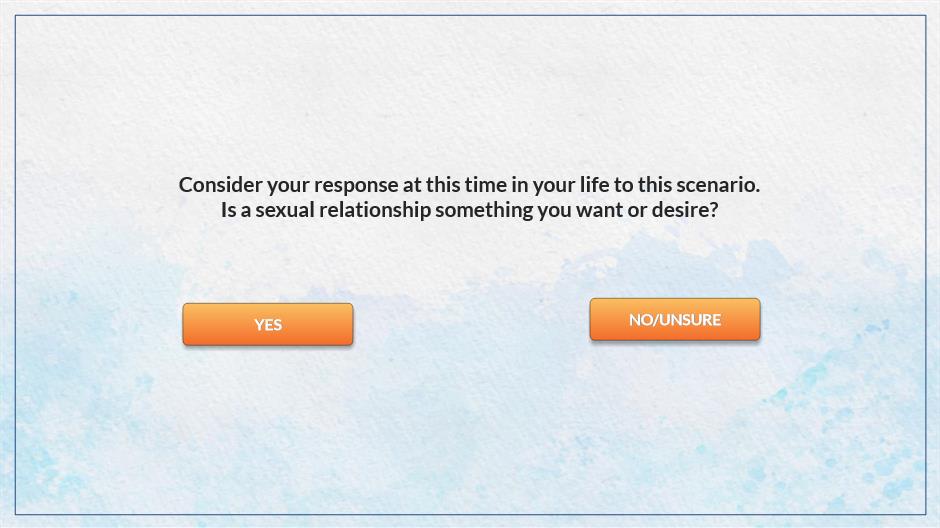 Consider your response at this time in your life to this scenario.
Is a sexual relationship something you want or desire?
YES
NO/UNSURE